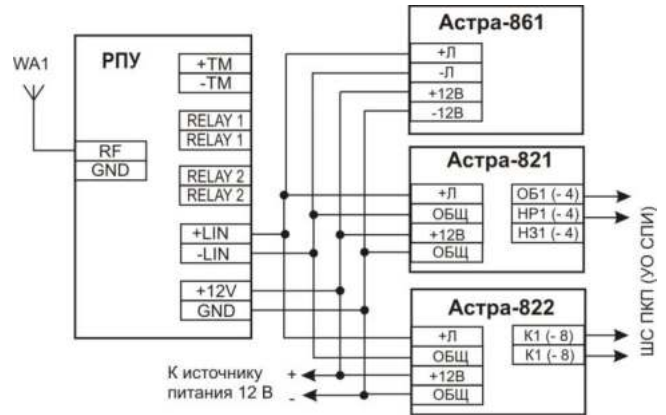 WA1
РПУ
+TM
-TM
RELAY 1
RELAY 1
RF
GND
RELAY 2
RELAY 2
+LIN
-LIN
+12V
GND
К источнику +
питания 12 В -
Астра-861
+Л
-Л
+12В
-12В
Астра-821
+Л
ОБЩ
+12В
ОБЩ
ОБ1 (- 4)
НР1 (- 4)
НЗ1 (- 4)
Астра-822
+Л
ОБЩ
+12В
ОБЩ
К1 (- 8)
К1 (- 8)
ШС ПКП (УО СПИ)